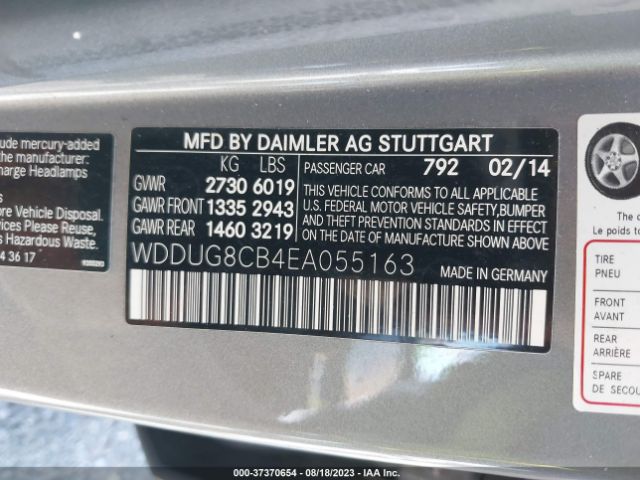 ude mercury-added
the manufacturer:
charge Headlamps
s
ore Vehicle Disposal.
s Please Reuse,
s Hazardous Waste.
4 36 17
MFD BY DAIMLER AG STUTTGART
KG LBS
GVWR 2730 6019
GAWR FRONT 1335 2943
GAWR REAR 1460 3219
PASSENGER CAR 792 02/14
THIS VEHICLE CONFORMS TO ALL APPLICABLE
U.S. FEDERAL MOTOR VEHICLE SAFETY,BUMPER
AND THEFT PREVENTION STANDARDS IN EFFECT
ON THE DATE OF MANUFACTURE SHOWN ABOVE.
WDDUG8CB4EA055163 MADE IN GERMANY
The c
Le poids to
TIRE
PNEU
FRONT
AVANT
REAR
ARRIÈRE
SPARE
DE SECOU
000-37370654 - 08/18/2023 - IAA Inc.